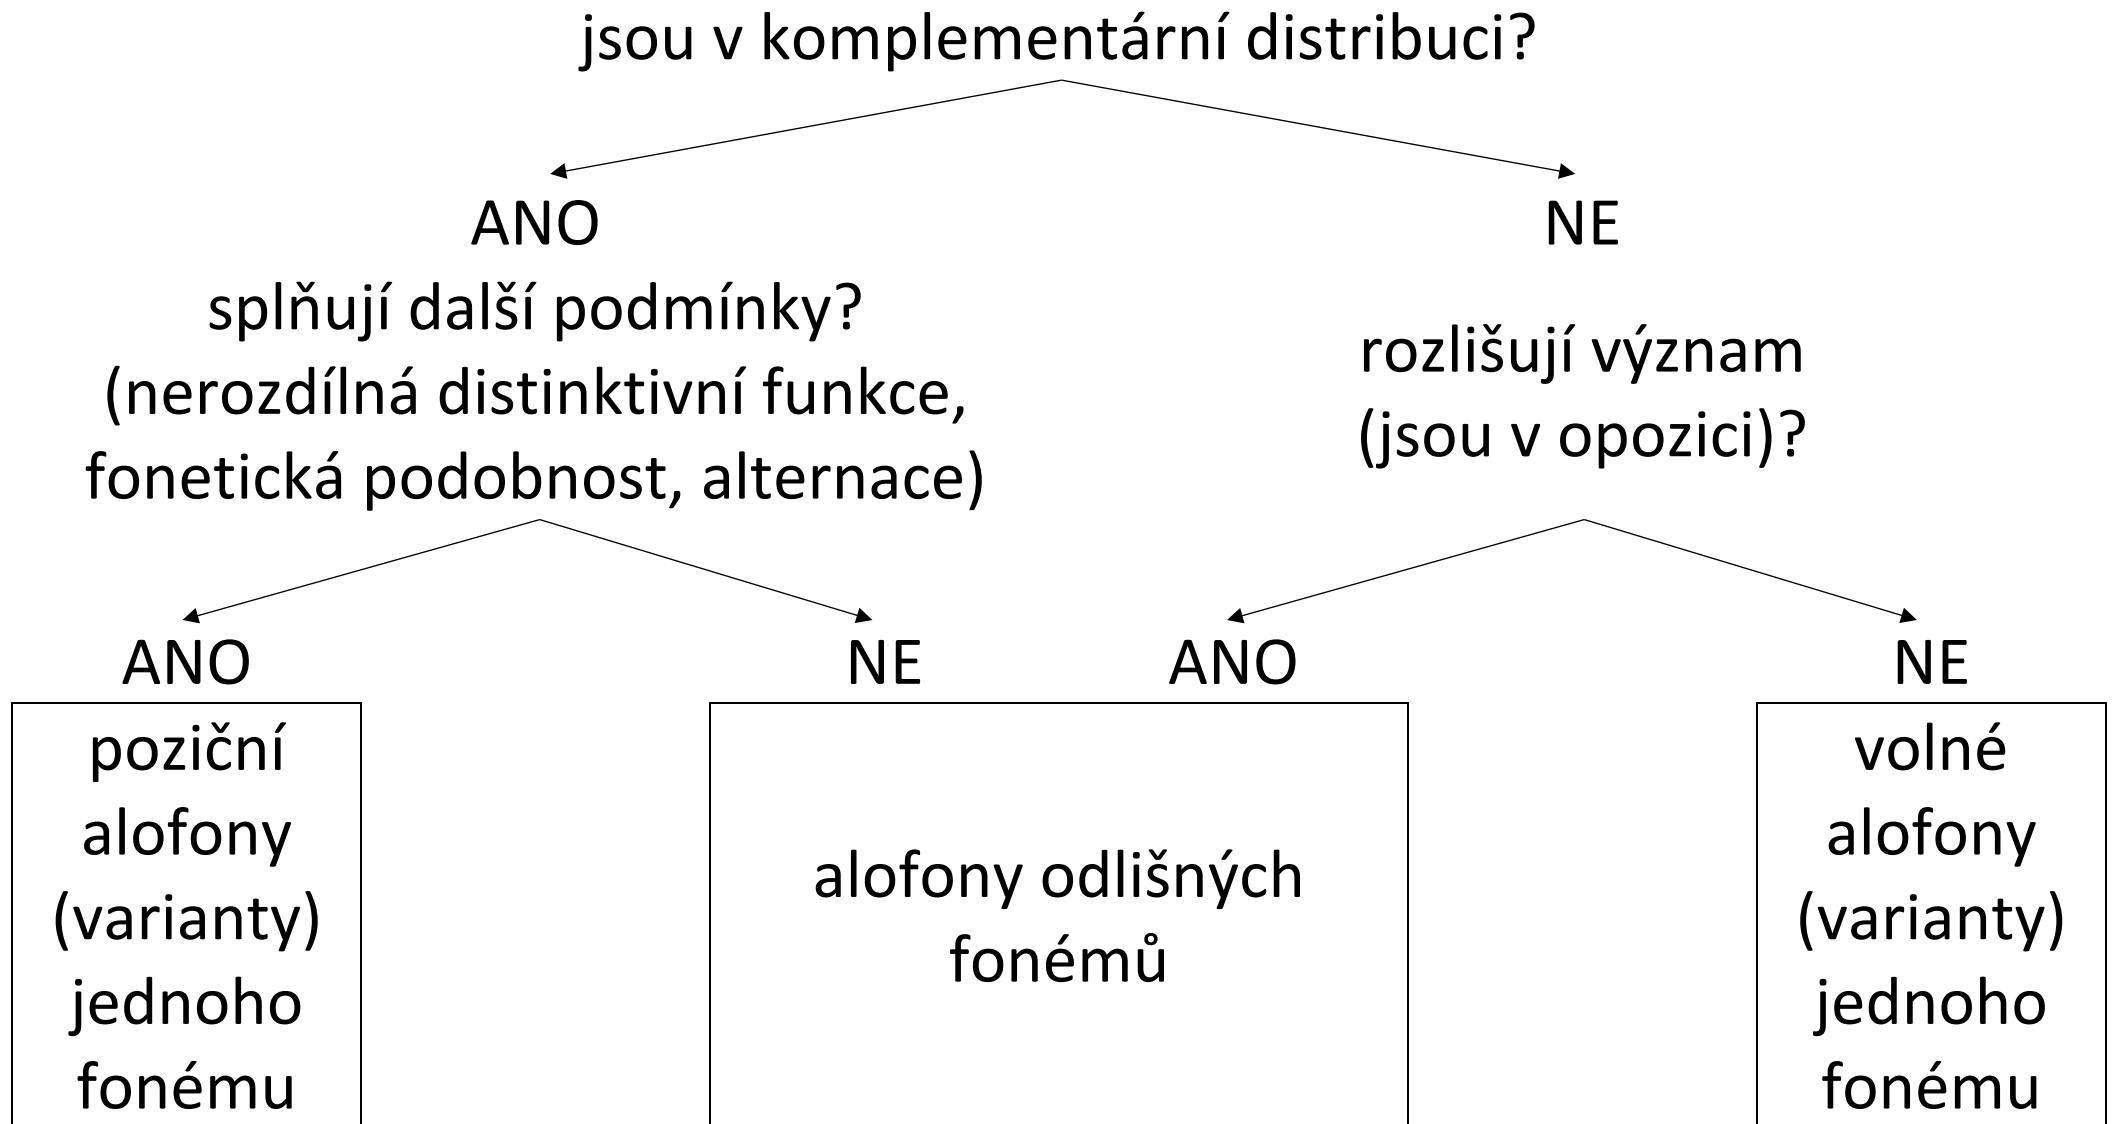 jsou v komplementární distribuci?
ANO
splňují další podmínky?
(nerozdílná distinktivní funkce,
fonetická podobnost, alternace)
NE
rozlišují význam
(jsou v opozici)?
ANO
poziční
alofony
(varianty)
jednoho
fonému
NE
ANO
alofony odlišných
fonémů
NE
volné
alofony
(varianty)
jednoho
fonému